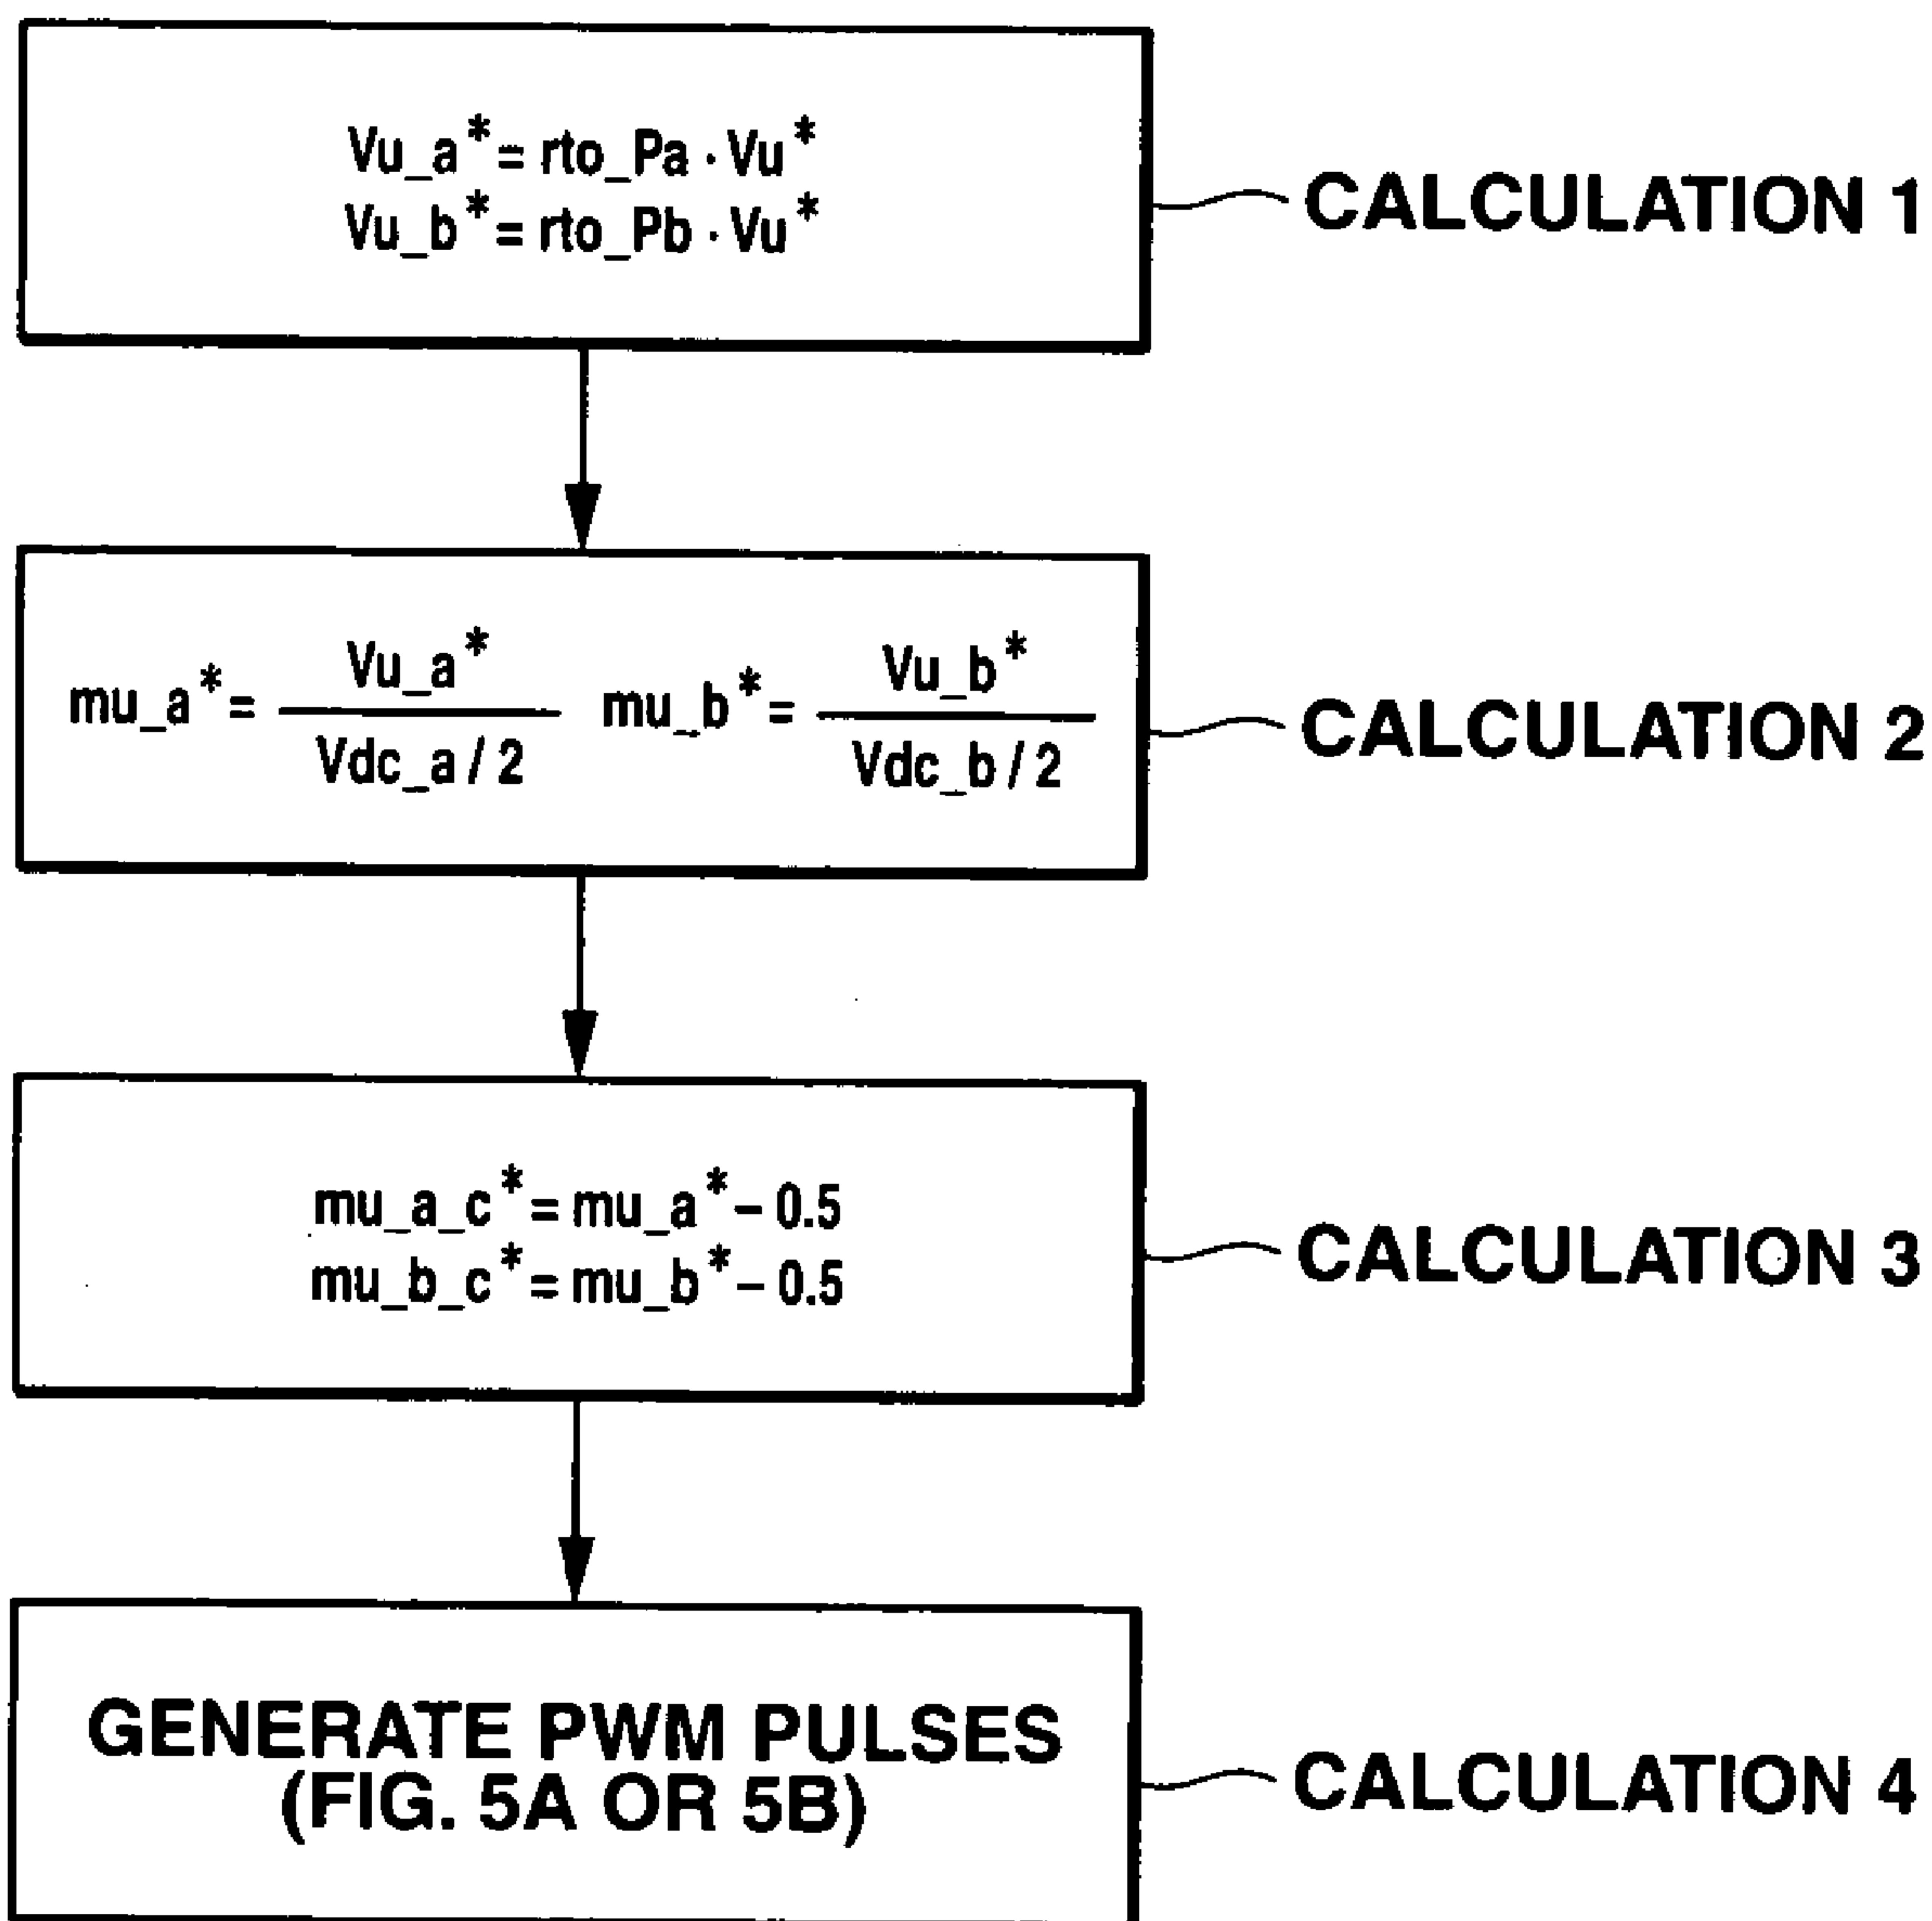 Vu_a*= rto_Pa · Vu*
Vu_b*= rto_Pb · Vu*
CALCULATION 1
mu_a*= Vu_a* / (Vdc_a/2) mu_b*= Vu_b* / (Vdc_b/2)
CALCULATION 2
mu_a_c*= mu_a*− 0.5
mu_b_c*= mu_b*− 0.5
CALCULATION 3
GENERATE PWM PULSES
(FIG. 5A OR 5B)
CALCULATION 4